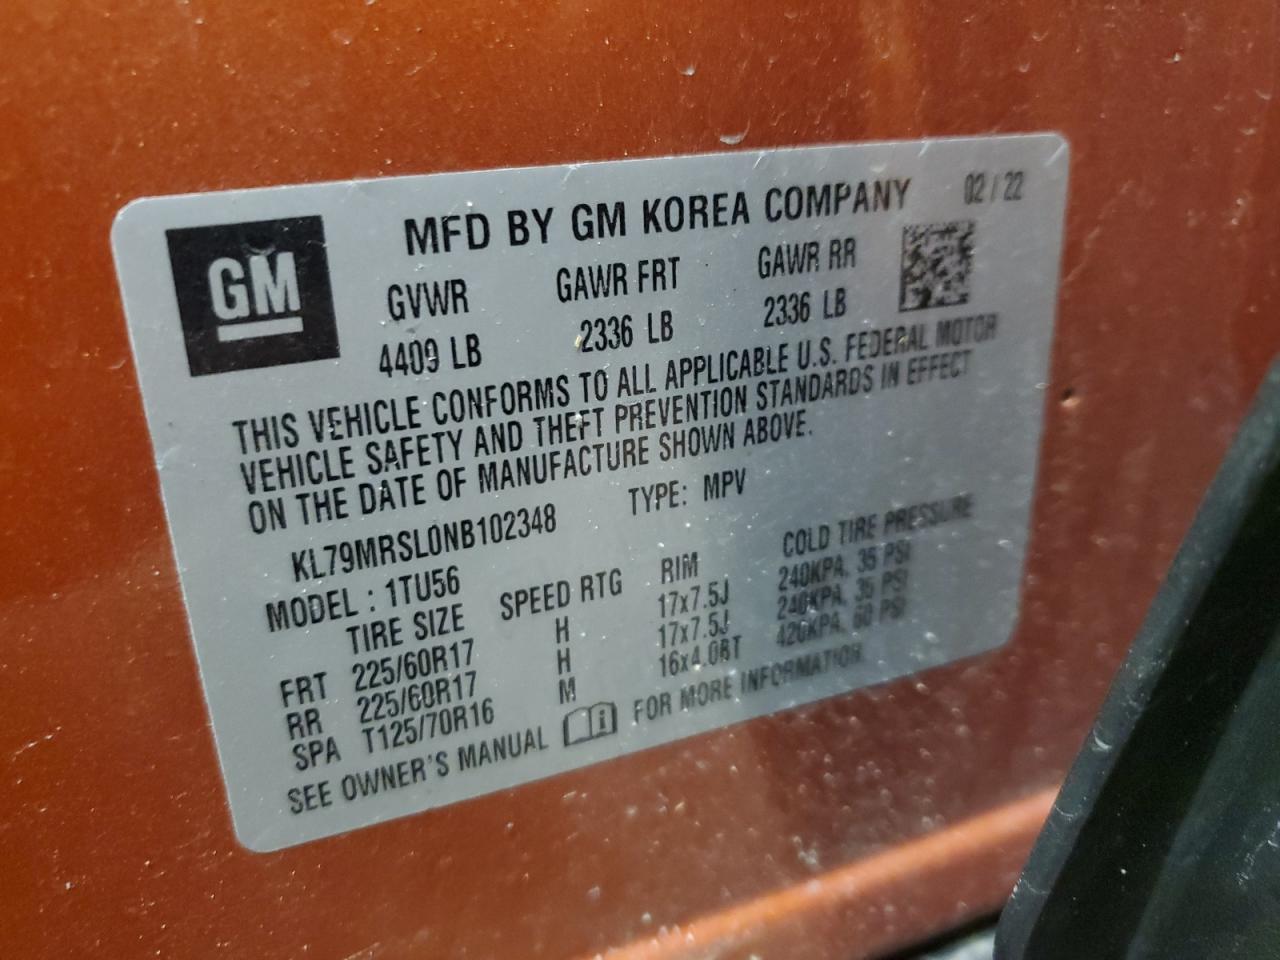 GM
MFD BY GM KOREA COMPANY 02/22
GVWR GAWR FRT GAWR RR
4409 LB 2336 LB 2336 LB
THIS VEHICLE CONFORMS TO ALL APPLICABLE U.S. FEDERAL MOTOR
VEHICLE SAFETY AND THEFT PREVENTION STANDARDS IN EFFECT
ON THE DATE OF MANUFACTURE SHOWN ABOVE.
KL79MRSL0NB102348 TYPE: MPV
MODEL : 1TU56
TIRE SIZE SPEED RTG RIM COLD TIRE PRESSURE
FRT 225/60R17 H 17x7.5J 240KPA, 35 PSI
RR 225/60R17 H 17x7.5J 240KPA, 35 PSI
SPA T125/70R16 M 16x4.0BT 420KPA, 60 PSI
SEE OWNER'S MANUAL FOR MORE INFORMATION